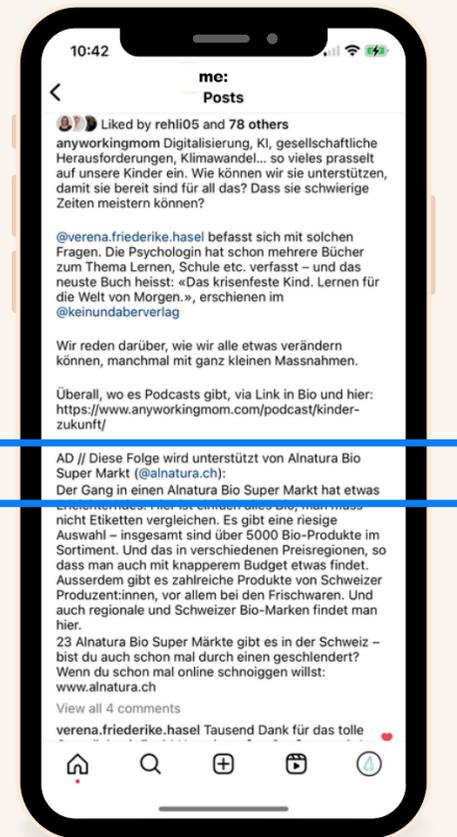 10:42
me:
Posts
Liked by rehli05 and 78 others
anyworkingmom Digitalisierung, KI, gesellschaftliche
Herausforderungen, Klimawandel... so vieles prasselt
auf unsere Kinder ein. Wie können wir sie unterstützen,
damit sie bereit sind für all das? Dass sie schwierige
Zeiten meistern können?
@verena.friederike.hasel befasst sich mit solchen
Fragen. Die Psychologin hat schon mehrere Bücher
zum Thema Lernen, Schule etc. verfasst – und das
neuste Buch heisst: «Das krisenfeste Kind. Lernen für
die Welt von Morgen.», erschienen im
@keinundaberverlag
Wir reden darüber, wie wir alle etwas verändern
können, manchmal mit ganz kleinen Massnahmen.
Überall, wo es Podcasts gibt, via Link in Bio und hier:
https://www.anyworkingmom.com/podcast/kinder-
zukunft/
AD // Diese Folge wird unterstützt von Alnatura Bio
Super Markt (@alnatura.ch):
Der Gang in einen Alnatura Bio Super Markt hat etwas
nicht Etiketten vergleichen. Es gibt eine riesige
Auswahl – insgesamt sind über 5000 Bio-Produkte im
Sortiment. Und das in verschiedenen Preisregionen, so
dass man auch mit knapperem Budget etwas findet.
Ausserdem gibt es zahlreiche Produkte von Schweizer
Produzent:innen, vor allem bei den Frischwaren. Und
auch regionale und Schweizer Bio-Marken findet man
hier.
23 Alnatura Bio Super Märkte gibt es in der Schweiz –
bist du auch schon mal durch einen geschlendert?
Wenn du schon mal online schnoiggen willst:
www.alnatura.ch
View all 4 comments
verena.friederike.hasel Tausend Dank für das tolle